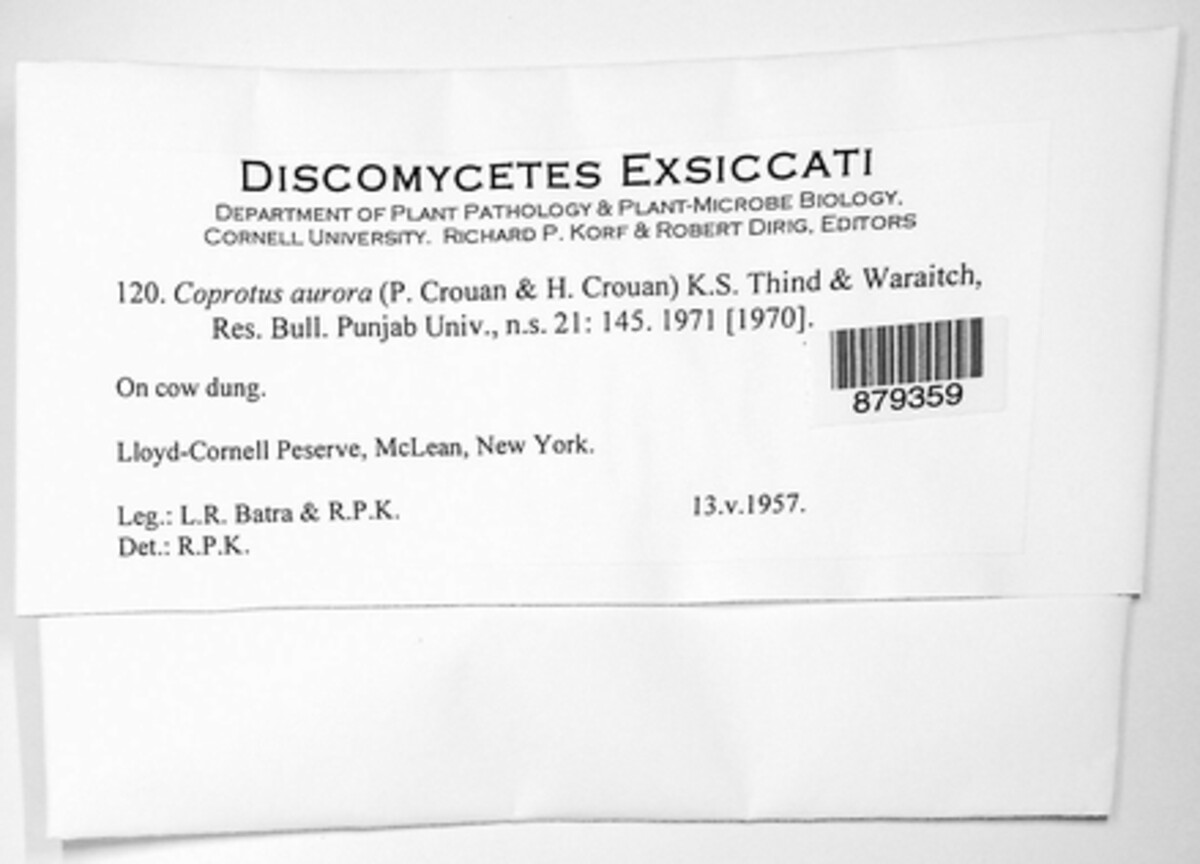 DISCOMYCETES EXSICCATI
DEPARTMENT OF PLANT PATHOLOGY & PLANT-MICROBE BIOLOGY,
CORNELL UNIVERSITY. RICHARD P. KORF & ROBERT DIRIG, EDITORS
120. Coprotus aurora (P. Crouan & H. Crouan) K.S. Thind & Waraitch,
Res. Bull. Punjab Univ., n.s. 21: 145. 1971 [1970].
879359
On cow dung.
Lloyd-Cornell Peserve, McLean, New York.
Leg.: L.R. Batra & R.P.K. 13.v.1957.
Det.: R.P.K.